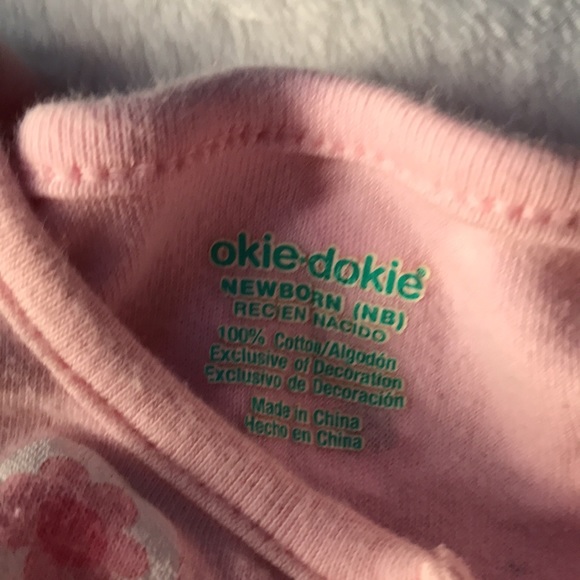 okie·dokie®
NEWBORN (NB)
RECIEN NACIDO
100% Cotton/Algodón
Exclusive of Decoration
Exclusivo de Decoración
Made in China
Hecho en China